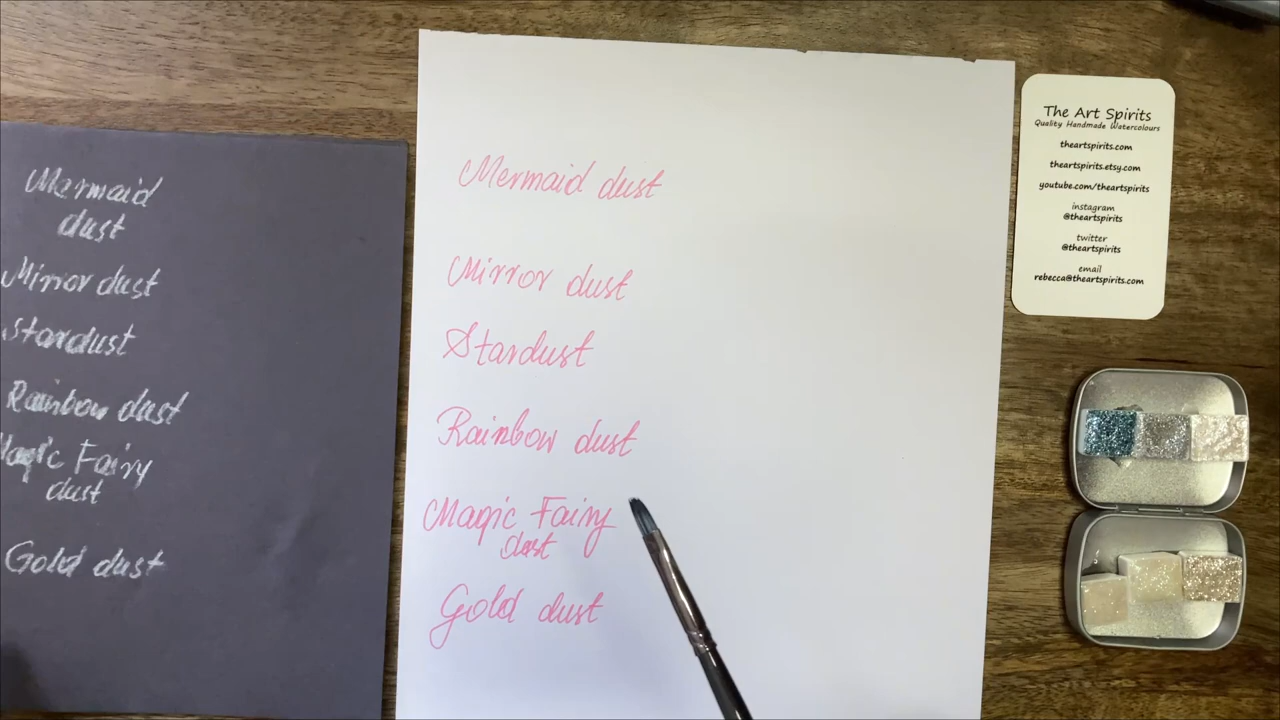 Mermaid
dust
Mirror dust
Stardust
Rainbow dust
Magic Fairy
dust
Gold dust
Mermaid dust
Mirror dust
Stardust
Rainbow dust
Magic Fairy
dust
Gold dust
The Art Spirits
Quality Handmade Watercolours
theartspirits.com
theartspirits.etsy.com
youtube.com/theartspirits
instagram
@theartspirits
twitter
@theartspirits
email
rebecca@theartspirits.com